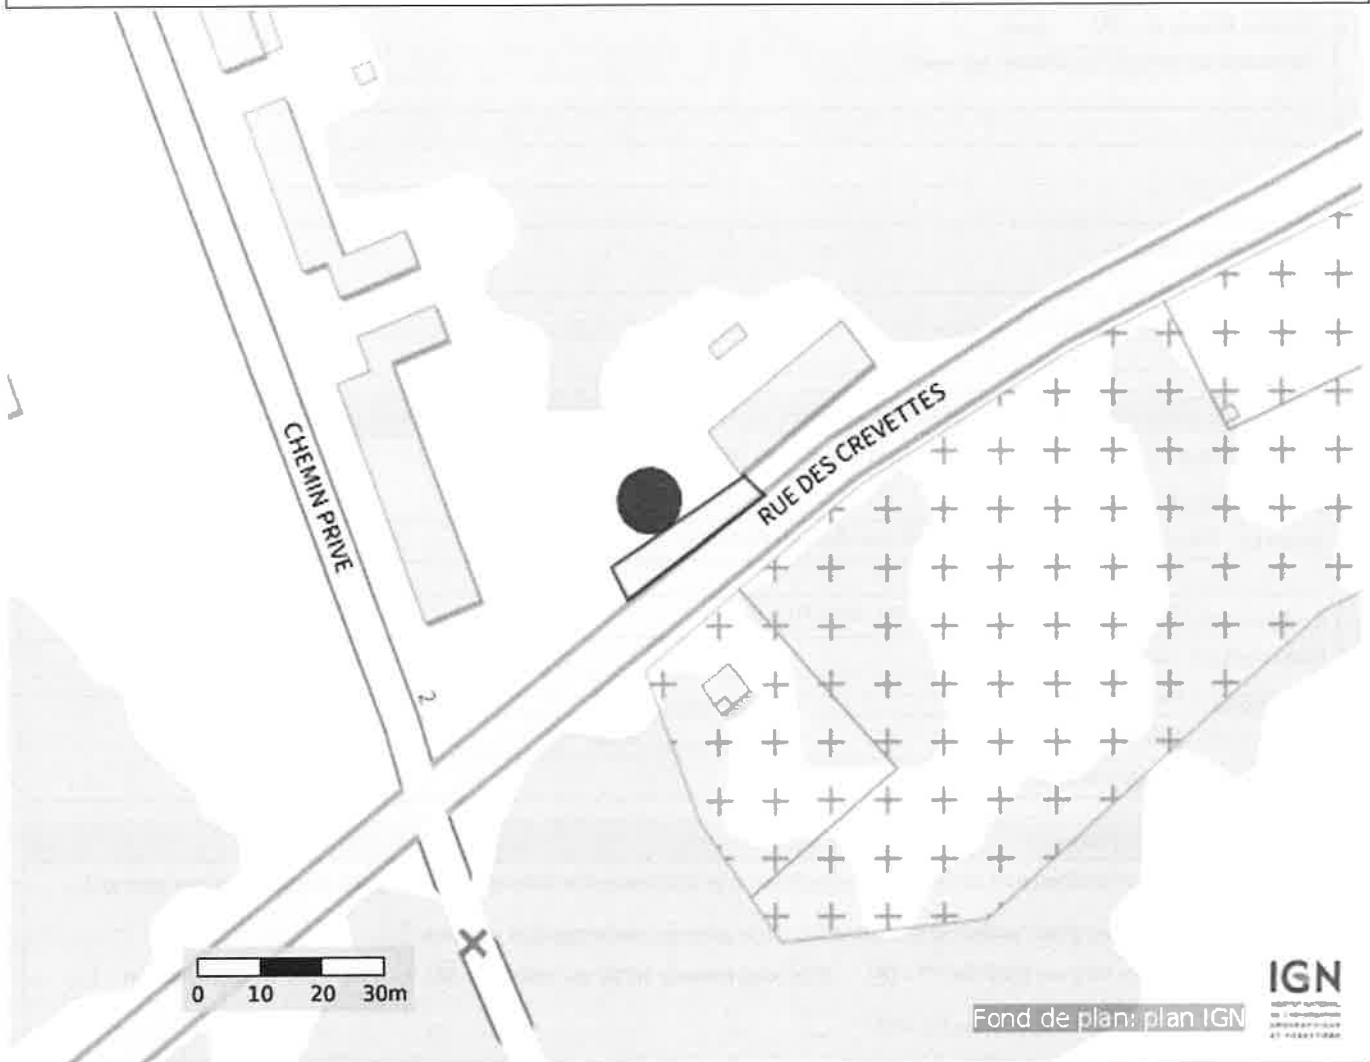 CHEMIN PRIVE
RUE DES CREVETTES
2
0 10 20 30m
IGN
Fond de plan: plan IGN